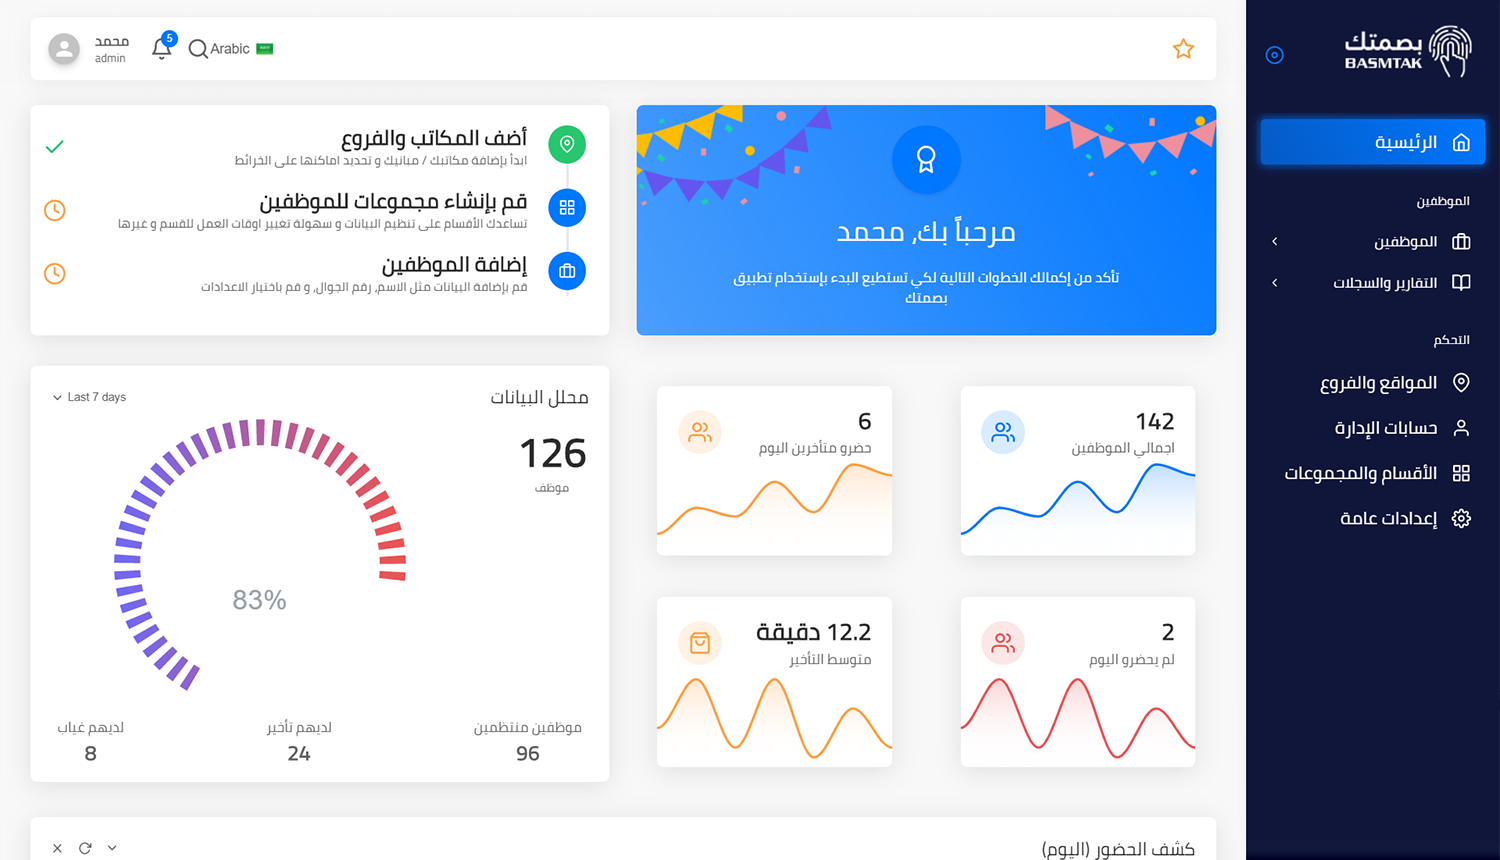 بصمتك
BASMTAK
الرئيسية
الموظفين
الموظفين
التقارير والسجلات
التحكم
المواقع والفروع
حسابات الإدارة
الأقسام والمجموعات
إعدادات عامة
محمد
admin
5
Arabic
مرحباً بك, محمد
تأكد من إكمالك الخطوات التالية لكي تستطيع البدء بإستخدام تطبيق
بصمتك
أضف المكاتب والفروع
ابدأ بإضافة مكاتبك / مبانيك و تحديد اماكنها على الخرائط
قم بإنشاء مجموعات للموظفين
تساعدك الأقسام على تنظيم البيانات و سهولة تغيير اوقات العمل للقسم و غيرها
إضافة الموظفين
قم بإضافة البيانات مثل الاسم, رقم الجوال, و قم باختيار الاعدادات
142
اجمالي الموظفين
6
حضرو متأخرين اليوم
2
لم يحضرو اليوم
12.2 دقيقة
متوسط التأخير
محلل البيانات
Last 7 days
126
موظف
83%
موظفين منتظمين
96
لديهم تأخير
24
لديهم غياب
8
كشف الحضور (اليوم)